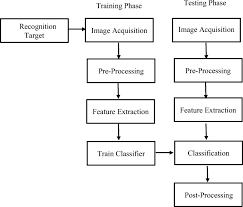 Training Phase
Testing Phase
Recognition
Target
Image Acquisition
Image Acquisition
Pre-Processing
Pre-Processing
Feature Extraction
Feature Extraction
Train Classifier
Classification
Post-Processing